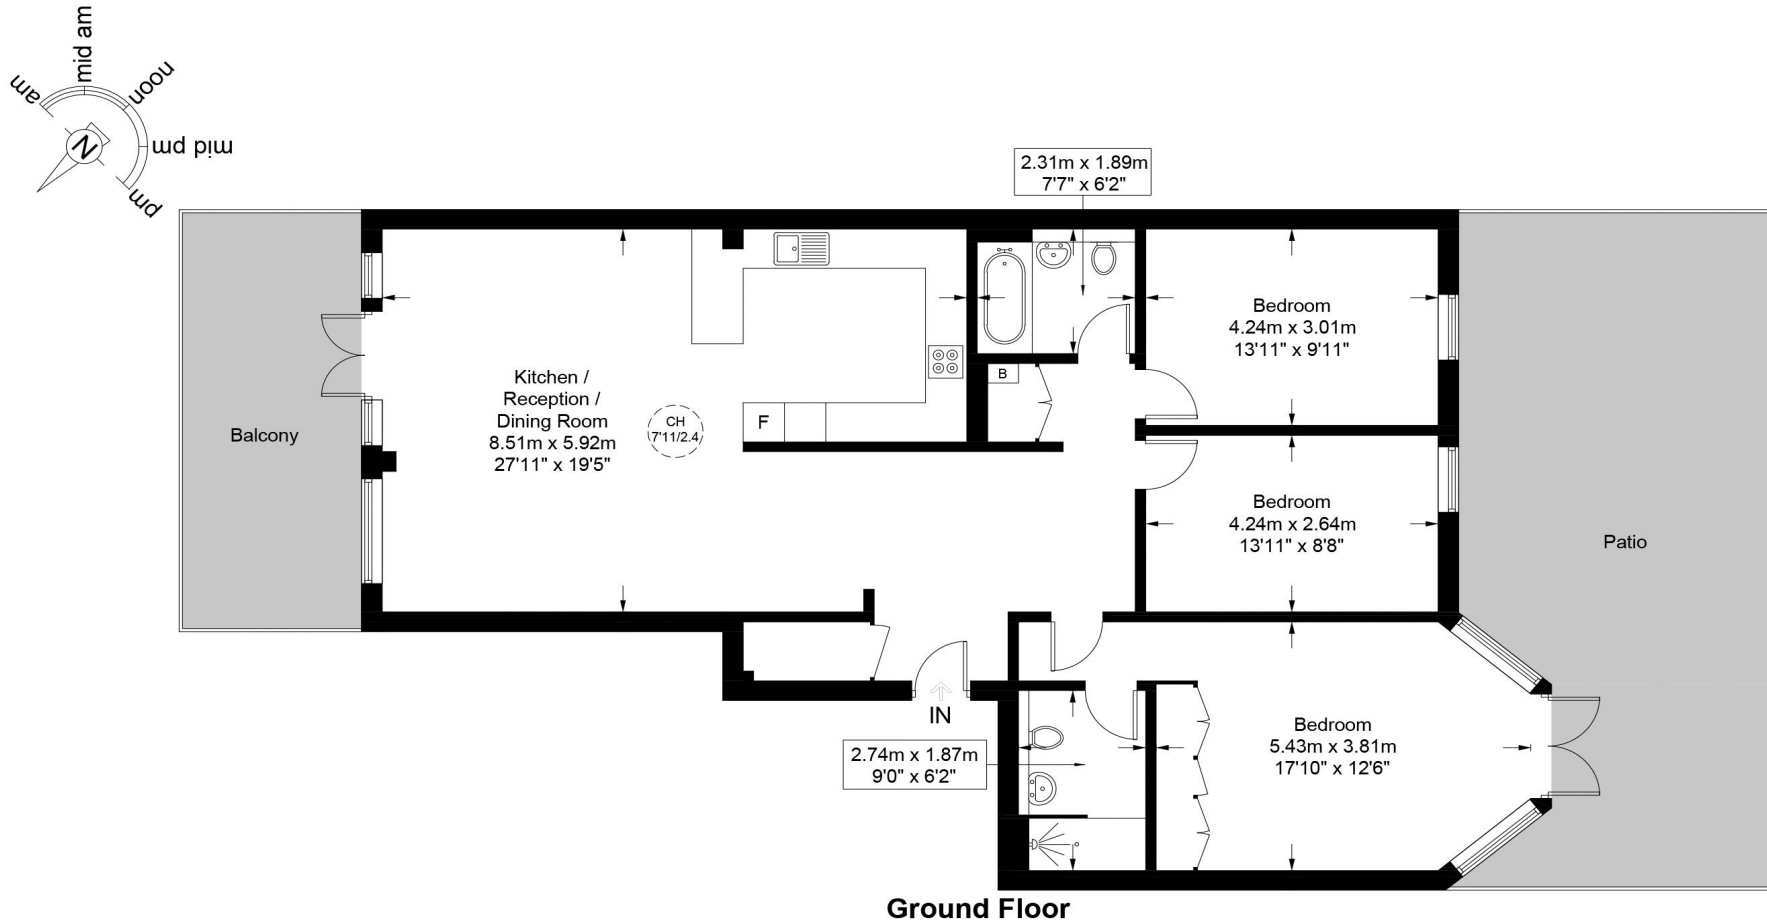 am
mid am
noon
mid pm
pm
N
2.31m x 1.89m
7'7" x 6'2"
Bedroom
4.24m x 3.01m
13'11" x 9'11"
B
Kitchen /
Reception /
Dining Room
8.51m x 5.92m
27'11" x 19'5"
CH
7'11/2.4
F
Balcony
Bedroom
4.24m x 2.64m
13'11" x 8'8"
Patio
IN
2.74m x 1.87m
9'0" x 6'2"
Bedroom
5.43m x 3.81m
17'10" x 12'6"
Ground Floor